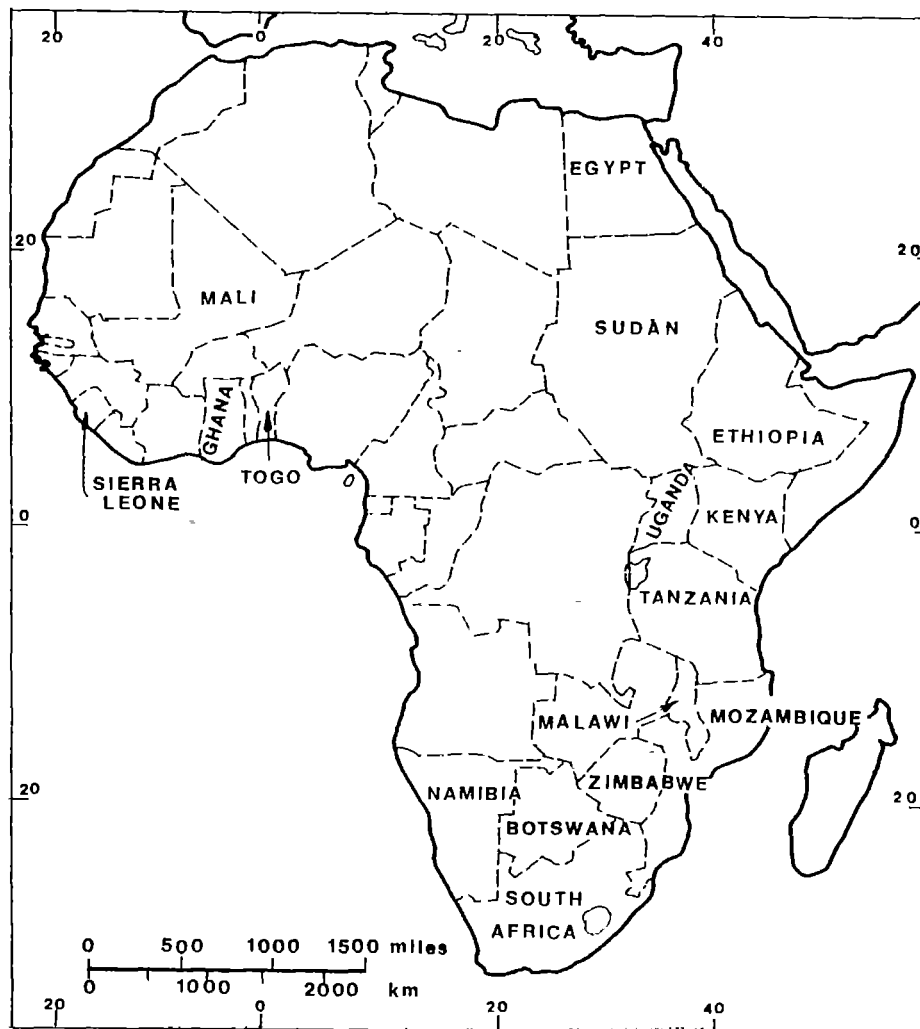 20 0 20 40
EGYPT
20 20
MALI
SUDÀN
GHANA
ETHIOPIA
TOGO
SIERRA
LEONE
UGANDA
KENYA
0 0
TANZANIA
MALAWI
MOZAMBIQUE
ZIMBABWE
NAMIBIA
20 20
BOTSWANA
SOUTH
AFRICA
0 500 1000 1500 miles
0 1000 2000 km
20 0 20 40